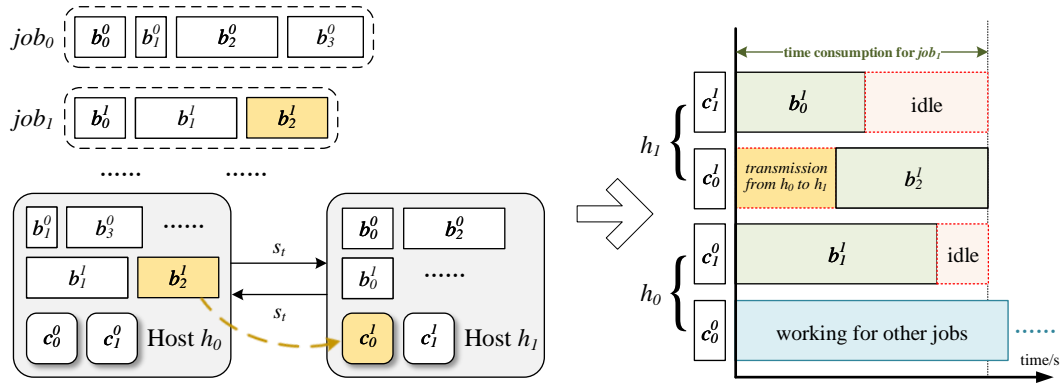 job₀ b₀⁰ b₁⁰ b₂⁰ b₃⁰
job₁ b₀¹ b₁¹ b₂¹
...... ......
b₁⁰ b₃⁰ ......
b₁¹ b₂¹
c₀⁰ c₁⁰ Host h₀
sₜ
sₜ
b₀⁰ b₂⁰
b₀¹ ......
c₀¹ c₁¹ Host h₁
time consumption for job₁
h₁
c₁¹ b₀¹ idle
c₀¹ transmission
from h₀ to h₁ b₂¹
h₀
c₁⁰ b₁¹ idle
c₀⁰ working for other jobs ......
time/s